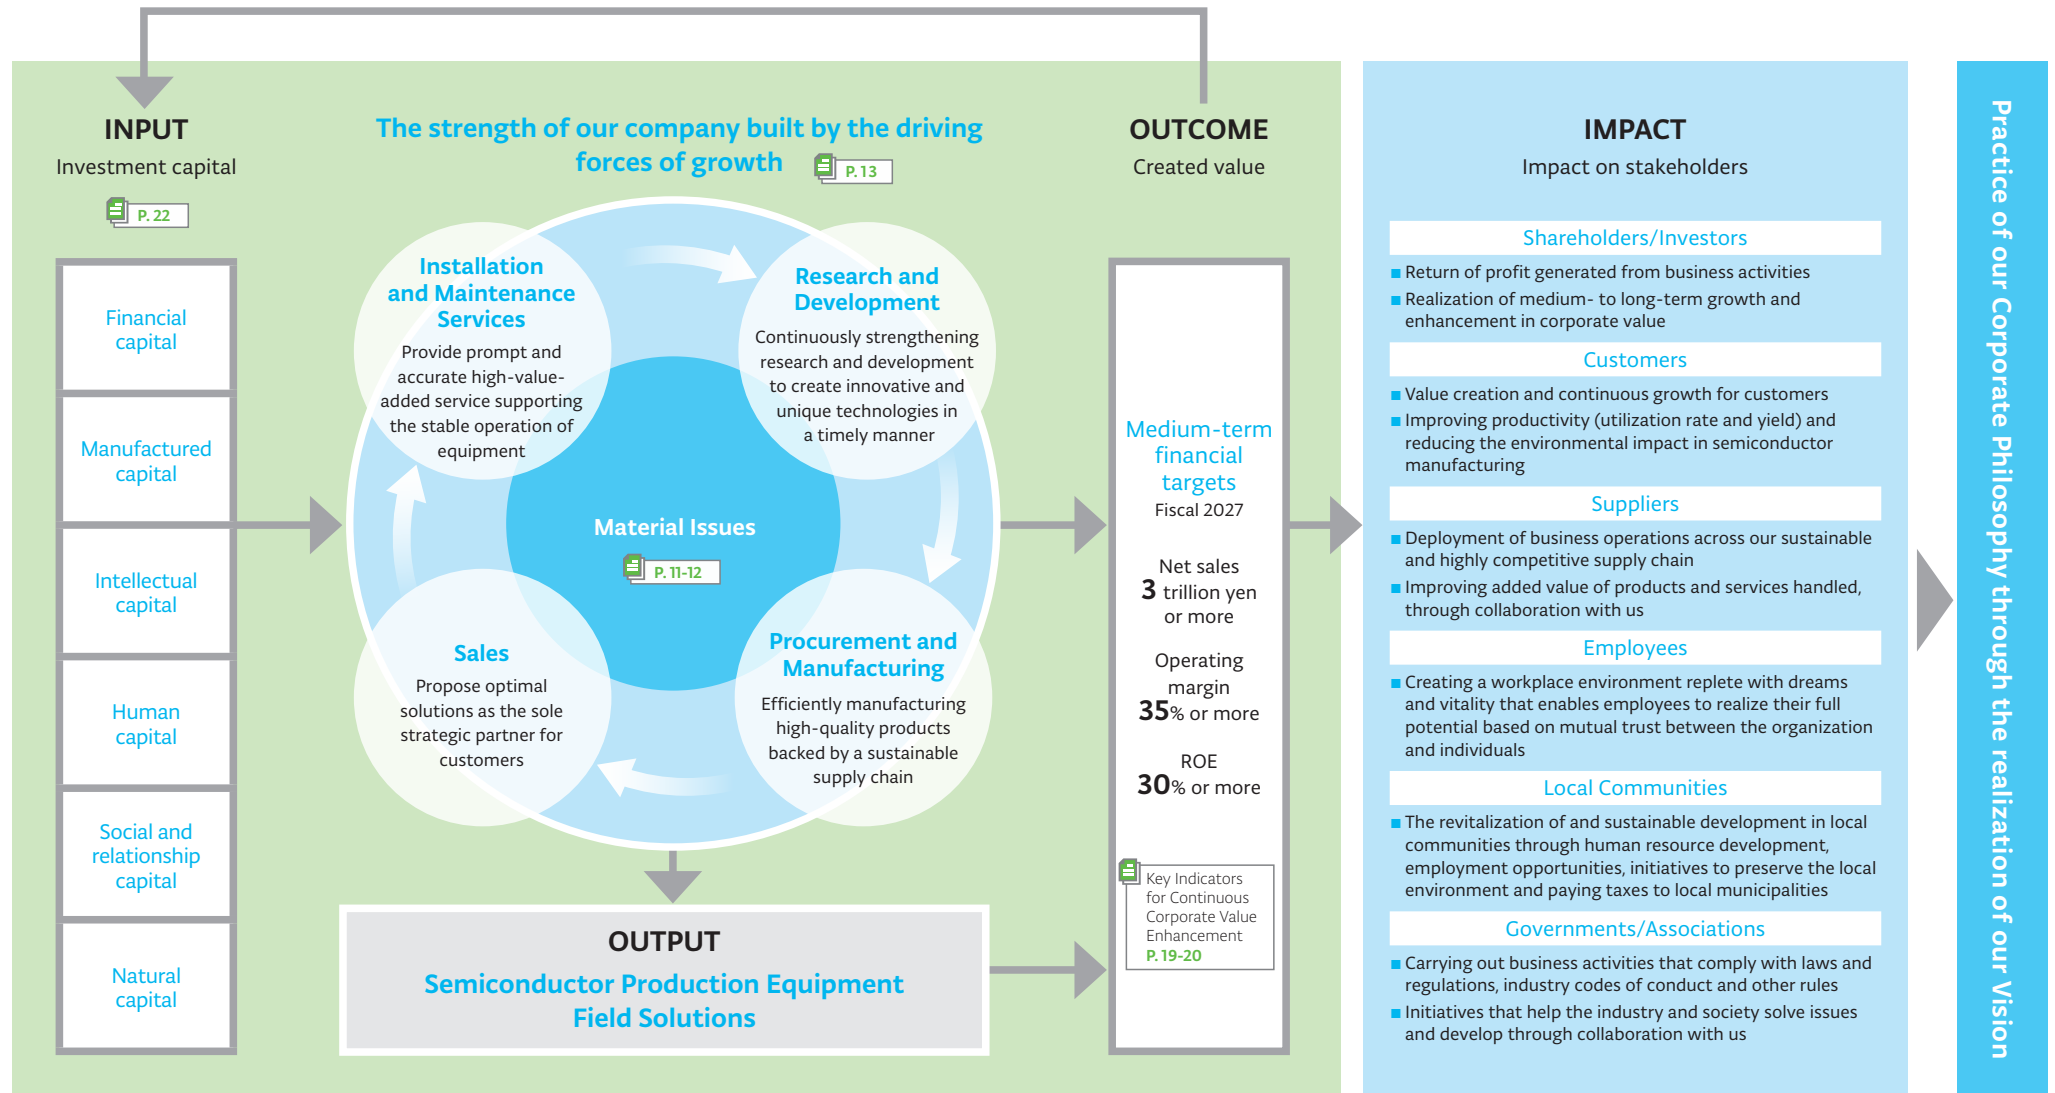 INPUT
Investment capital
P. 22
Financial
capital
Manufactured
capital
Intellectual
capital
Human
capital
Social and
relationship
capital
Natural
capital
The strength of our company built by the driving
forces of growth
P. 13
Installation
and Maintenance
Services
Provide prompt and
accurate high-value-
added service supporting
the stable operation of
equipment
Research and
Development
Continuously strengthening
research and development
to create innovative and
unique technologies in
a timely manner
Material Issues
P. 11-12
Sales
Propose optimal
solutions as the sole
strategic partner for
customers
Procurement and
Manufacturing
Efficiently manufacturing
high-quality products
backed by a sustainable
supply chain
OUTPUT
Semiconductor Production Equipment
Field Solutions
OUTCOME
Created value
Medium-term
financial
targets
Fiscal 2027
Net sales
3 trillion yen
or more
Operating
margin
35% or more
ROE
30% or more
Key Indicators
for Continuous
Corporate Value
Enhancement
P. 19-20
IMPACT
Impact on stakeholders
Shareholders/Investors
■ Return of profit generated from business activities
■ Realization of medium- to long-term growth and
enhancement in corporate value
Customers
■ Value creation and continuous growth for customers
■ Improving productivity (utilization rate and yield) and
reducing the environmental impact in semiconductor
manufacturing
Suppliers
■ Deployment of business operations across our sustainable
and highly competitive supply chain
■ Improving added value of products and services handled,
through collaboration with us
Employees
■ Creating a workplace environment replete with dreams
and vitality that enables employees to realize their full
potential based on mutual trust between the organization
and individuals
Local Communities
■ The revitalization of and sustainable development in local
communities through human resource development,
employment opportunities, initiatives to preserve the local
environment and paying taxes to local municipalities
Governments/Associations
■ Carrying out business activities that comply with laws and
regulations, industry codes of conduct and other rules
■ Initiatives that help the industry and society solve issues
and develop through collaboration with us
Practice of our Corporate Philosophy through the realization of our Vision